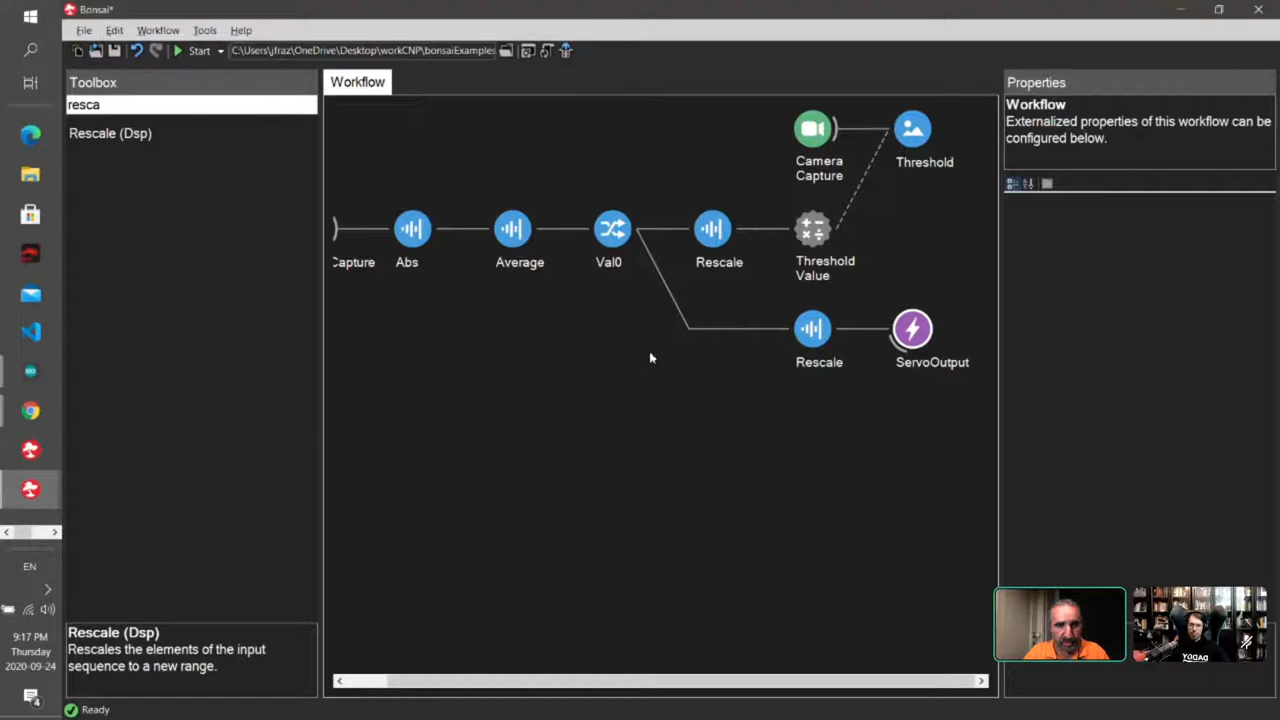 Bonsai*
File Edit Workflow Tools Help
Start C:\Users\jfraz\OneDrive\Desktop\workCNP\bonsaiExamples
Toolbox
resca
Rescale (Dsp)
Workflow
Camera
Capture
Threshold
Capture
Abs
Average
Val0
Rescale
Threshold
Value
Rescale
ServoOutput
Properties
Workflow
Externalized properties of this workflow can be
configured below.
EN
9:17 PM
Thursday
2020-09-24
4
Rescale (Dsp)
Rescales the elements of the input
sequence to a new range.
Ready